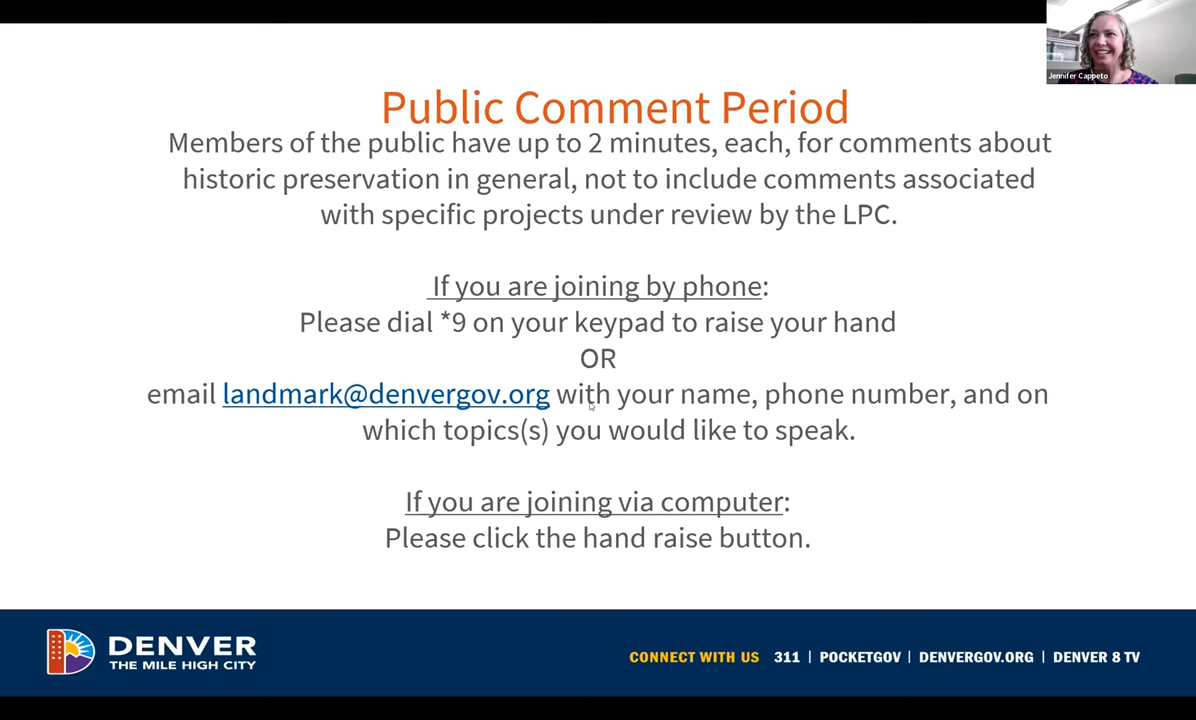 Jennifer Cappeto
Public Comment Period
Members of the public have up to 2 minutes, each, for comments about
historic preservation in general, not to include comments associated
with specific projects under review by the LPC.
If you are joining by phone:
Please dial *9 on your keypad to raise your hand
OR
email landmark@denvergov.org with your name, phone number, and on
which topics(s) you would like to speak.
If you are joining via computer:
Please click the hand raise button.
DENVER
THE MILE HIGH CITY
CONNECT WITH US 311 | POCKETGOV | DENVERGOV.ORG | DENVER 8 TV